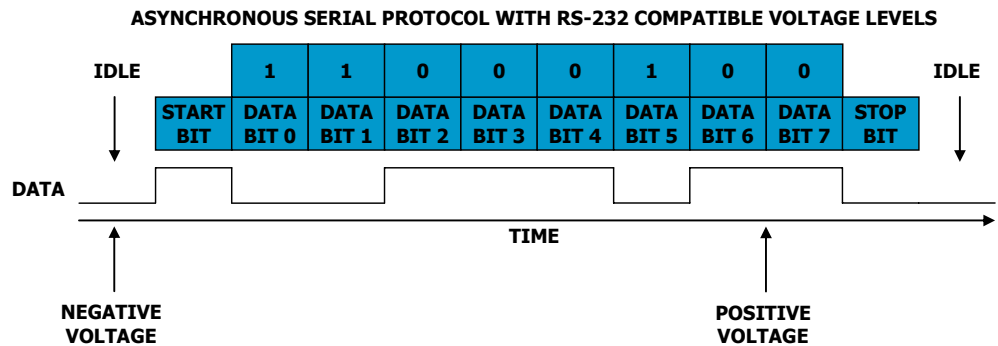 ASYNCHRONOUS SERIAL PROTOCOL WITH RS-232 COMPATIBLE VOLTAGE LEVELS
IDLE 1 1 0 0 0 1 0 0 IDLE
START DATA DATA DATA DATA DATA DATA DATA DATA STOP
BIT BIT 0 BIT 1 BIT 2 BIT 3 BIT 4 BIT 5 BIT 6 BIT 7 BIT
DATA
TIME
NEGATIVE POSITIVE
VOLTAGE VOLTAGE